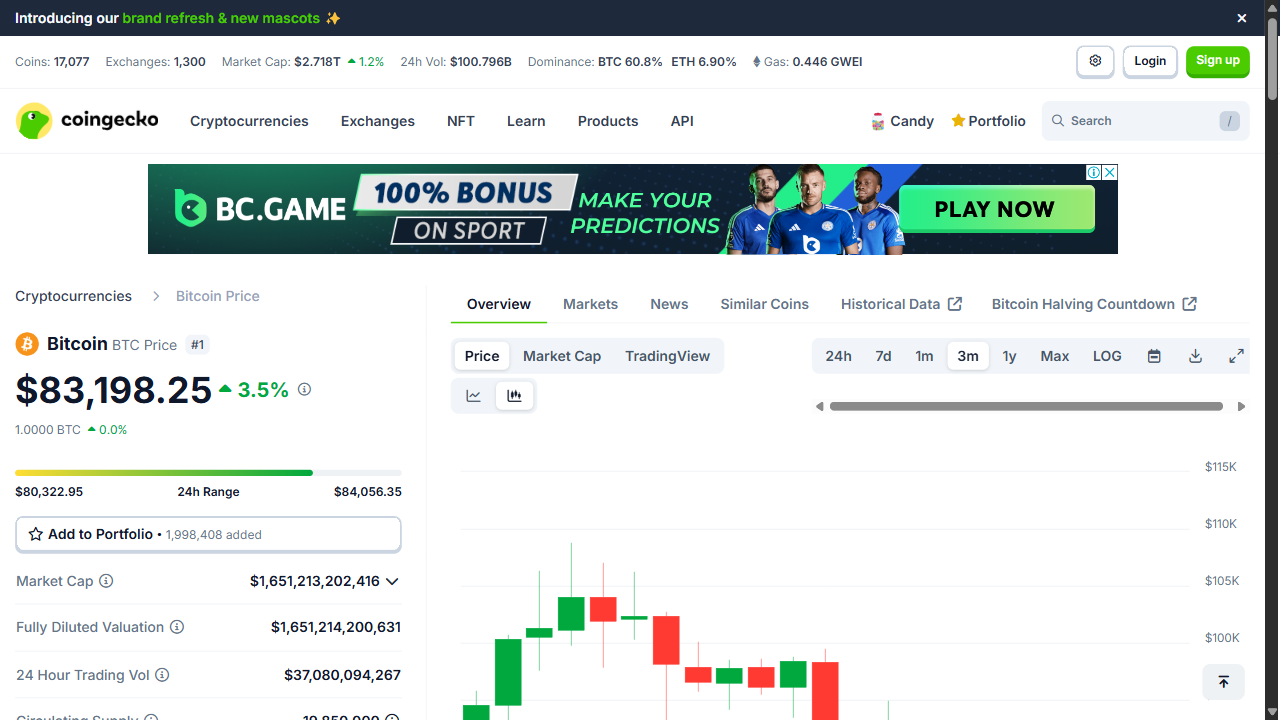 Introducing our brand refresh & new mascots ✨
Coins: 17,077 Exchanges: 1,300 Market Cap: $2.718T 1.2% 24h Vol: $100.796B Dominance: BTC 60.8% ETH 6.90% Gas: 0.446 GWEI
Login
Sign up
coingecko
Cryptocurrencies Exchanges NFT Learn Products API
Candy Portfolio
Search /
BC.GAME
100% BONUS
ON SPORT
MAKE YOUR
PREDICTIONS
PLAY NOW
Cryptocurrencies Bitcoin Price
Bitcoin BTC Price #1
$83,198.25 3.5%
1.0000 BTC 0.0%
$80,322.95 24h Range $84,056.35
Add to Portfolio • 1,998,408 added
Market Cap $1,651,213,202,416
Fully Diluted Valuation $1,651,214,200,631
24 Hour Trading Vol $37,080,094,267
Circulating Supply 19,850,000
Overview Markets News Similar Coins Historical Data Bitcoin Halving Countdown
Price Market Cap TradingView
24h 7d 1m 3m 1y Max LOG
$115K
$110K
$105K
$100K